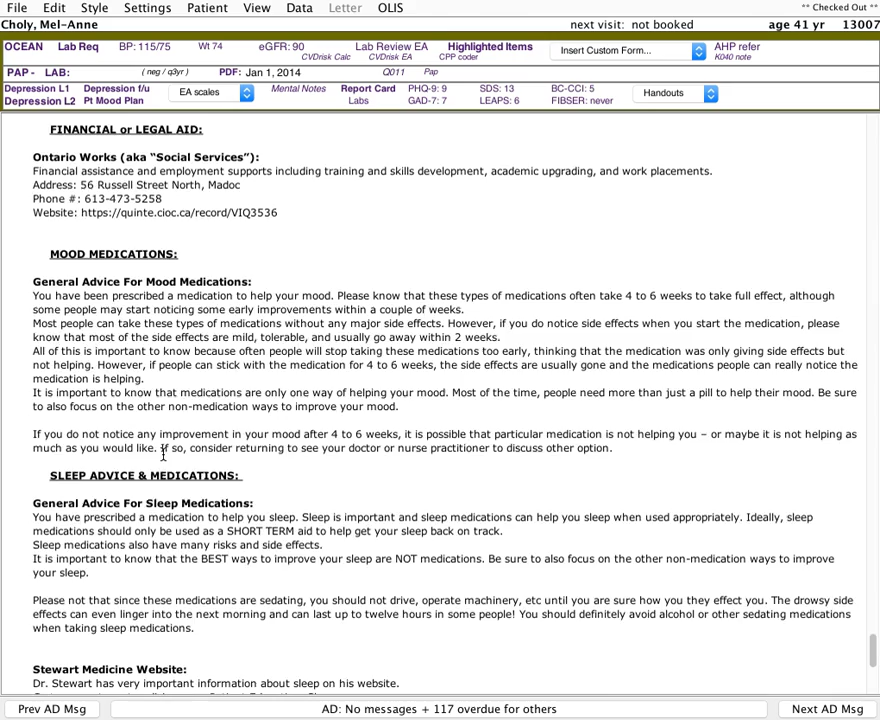 File Edit Style Settings Patient View Data Letter OLIS ** Checked Out **
Choly, Mel-Anne next visit: not booked age 41 yr 13007
OCEAN Lab Req BP: 115/75 Wt 74 eGFR: 90 Lab Review EA Highlighted Items Insert Custom Form... AHP refer
CVDrisk Calc CVDrisk EA CPP coder K040 note
PAP - LAB: ( neg / q3yr ) PDF: Jan 1, 2014 Q011 Pap
Depression L1 Depression f/u EA scales Mental Notes Report Card PHQ-9: 9 SDS: 13 BC-CCI: 5 Handouts
Depression L2 Pt Mood Plan Labs GAD-7: 7 LEAPS: 6 FIBSER: never
FINANCIAL or LEGAL AID:
Ontario Works (aka “Social Services”):
Financial assistance and employment supports including training and skills development, academic upgrading, and work placements.
Address: 56 Russell Street North, Madoc
Phone #: 613-473-5258
Website: https://quinte.cioc.ca/record/VIQ3536
MOOD MEDICATIONS:
General Advice For Mood Medications:
You have been prescribed a medication to help your mood. Please know that these types of medications often take 4 to 6 weeks to take full effect, although
some people may start noticing some early improvements within a couple of weeks.
Most people can take these types of medications without any major side effects. However, if you do notice side effects when you start the medication, please
know that most of the side effects are mild, tolerable, and usually go away within 2 weeks.
All of this is important to know because often people will stop taking these medications too early, thinking that the medication was only giving side effects but
not helping. However, if people can stick with the medication for 4 to 6 weeks, the side effects are usually gone and the medications people can really notice the
medication is helping.
It is important to know that medications are only one way of helping your mood. Most of the time, people need more than just a pill to help their mood. Be sure
to also focus on the other non-medication ways to improve your mood.
If you do not notice any improvement in your mood after 4 to 6 weeks, it is possible that particular medication is not helping you – or maybe it is not helping as
much as you would like. If so, consider returning to see your doctor or nurse practitioner to discuss other option.
SLEEP ADVICE & MEDICATIONS:
General Advice For Sleep Medications:
You have prescribed a medication to help you sleep. Sleep is important and sleep medications can help you sleep when used appropriately. Ideally, sleep
medications should only be used as a SHORT TERM aid to help get your sleep back on track.
Sleep medications also have many risks and side effects.
It is important to know that the BEST ways to improve your sleep are NOT medications. Be sure to also focus on the other non-medication ways to improve
your sleep.
Please not that since these medications are sedating, you should not drive, operate machinery, etc until you are sure how you they effect you. The drowsy side
effects can even linger into the next morning and can last up to twelve hours in some people! You should definitely avoid alcohol or other sedating medications
when taking sleep medications.
Stewart Medicine Website:
Dr. Stewart has very important information about sleep on his website.
Prev AD Msg AD: No messages + 117 overdue for others Next AD Msg